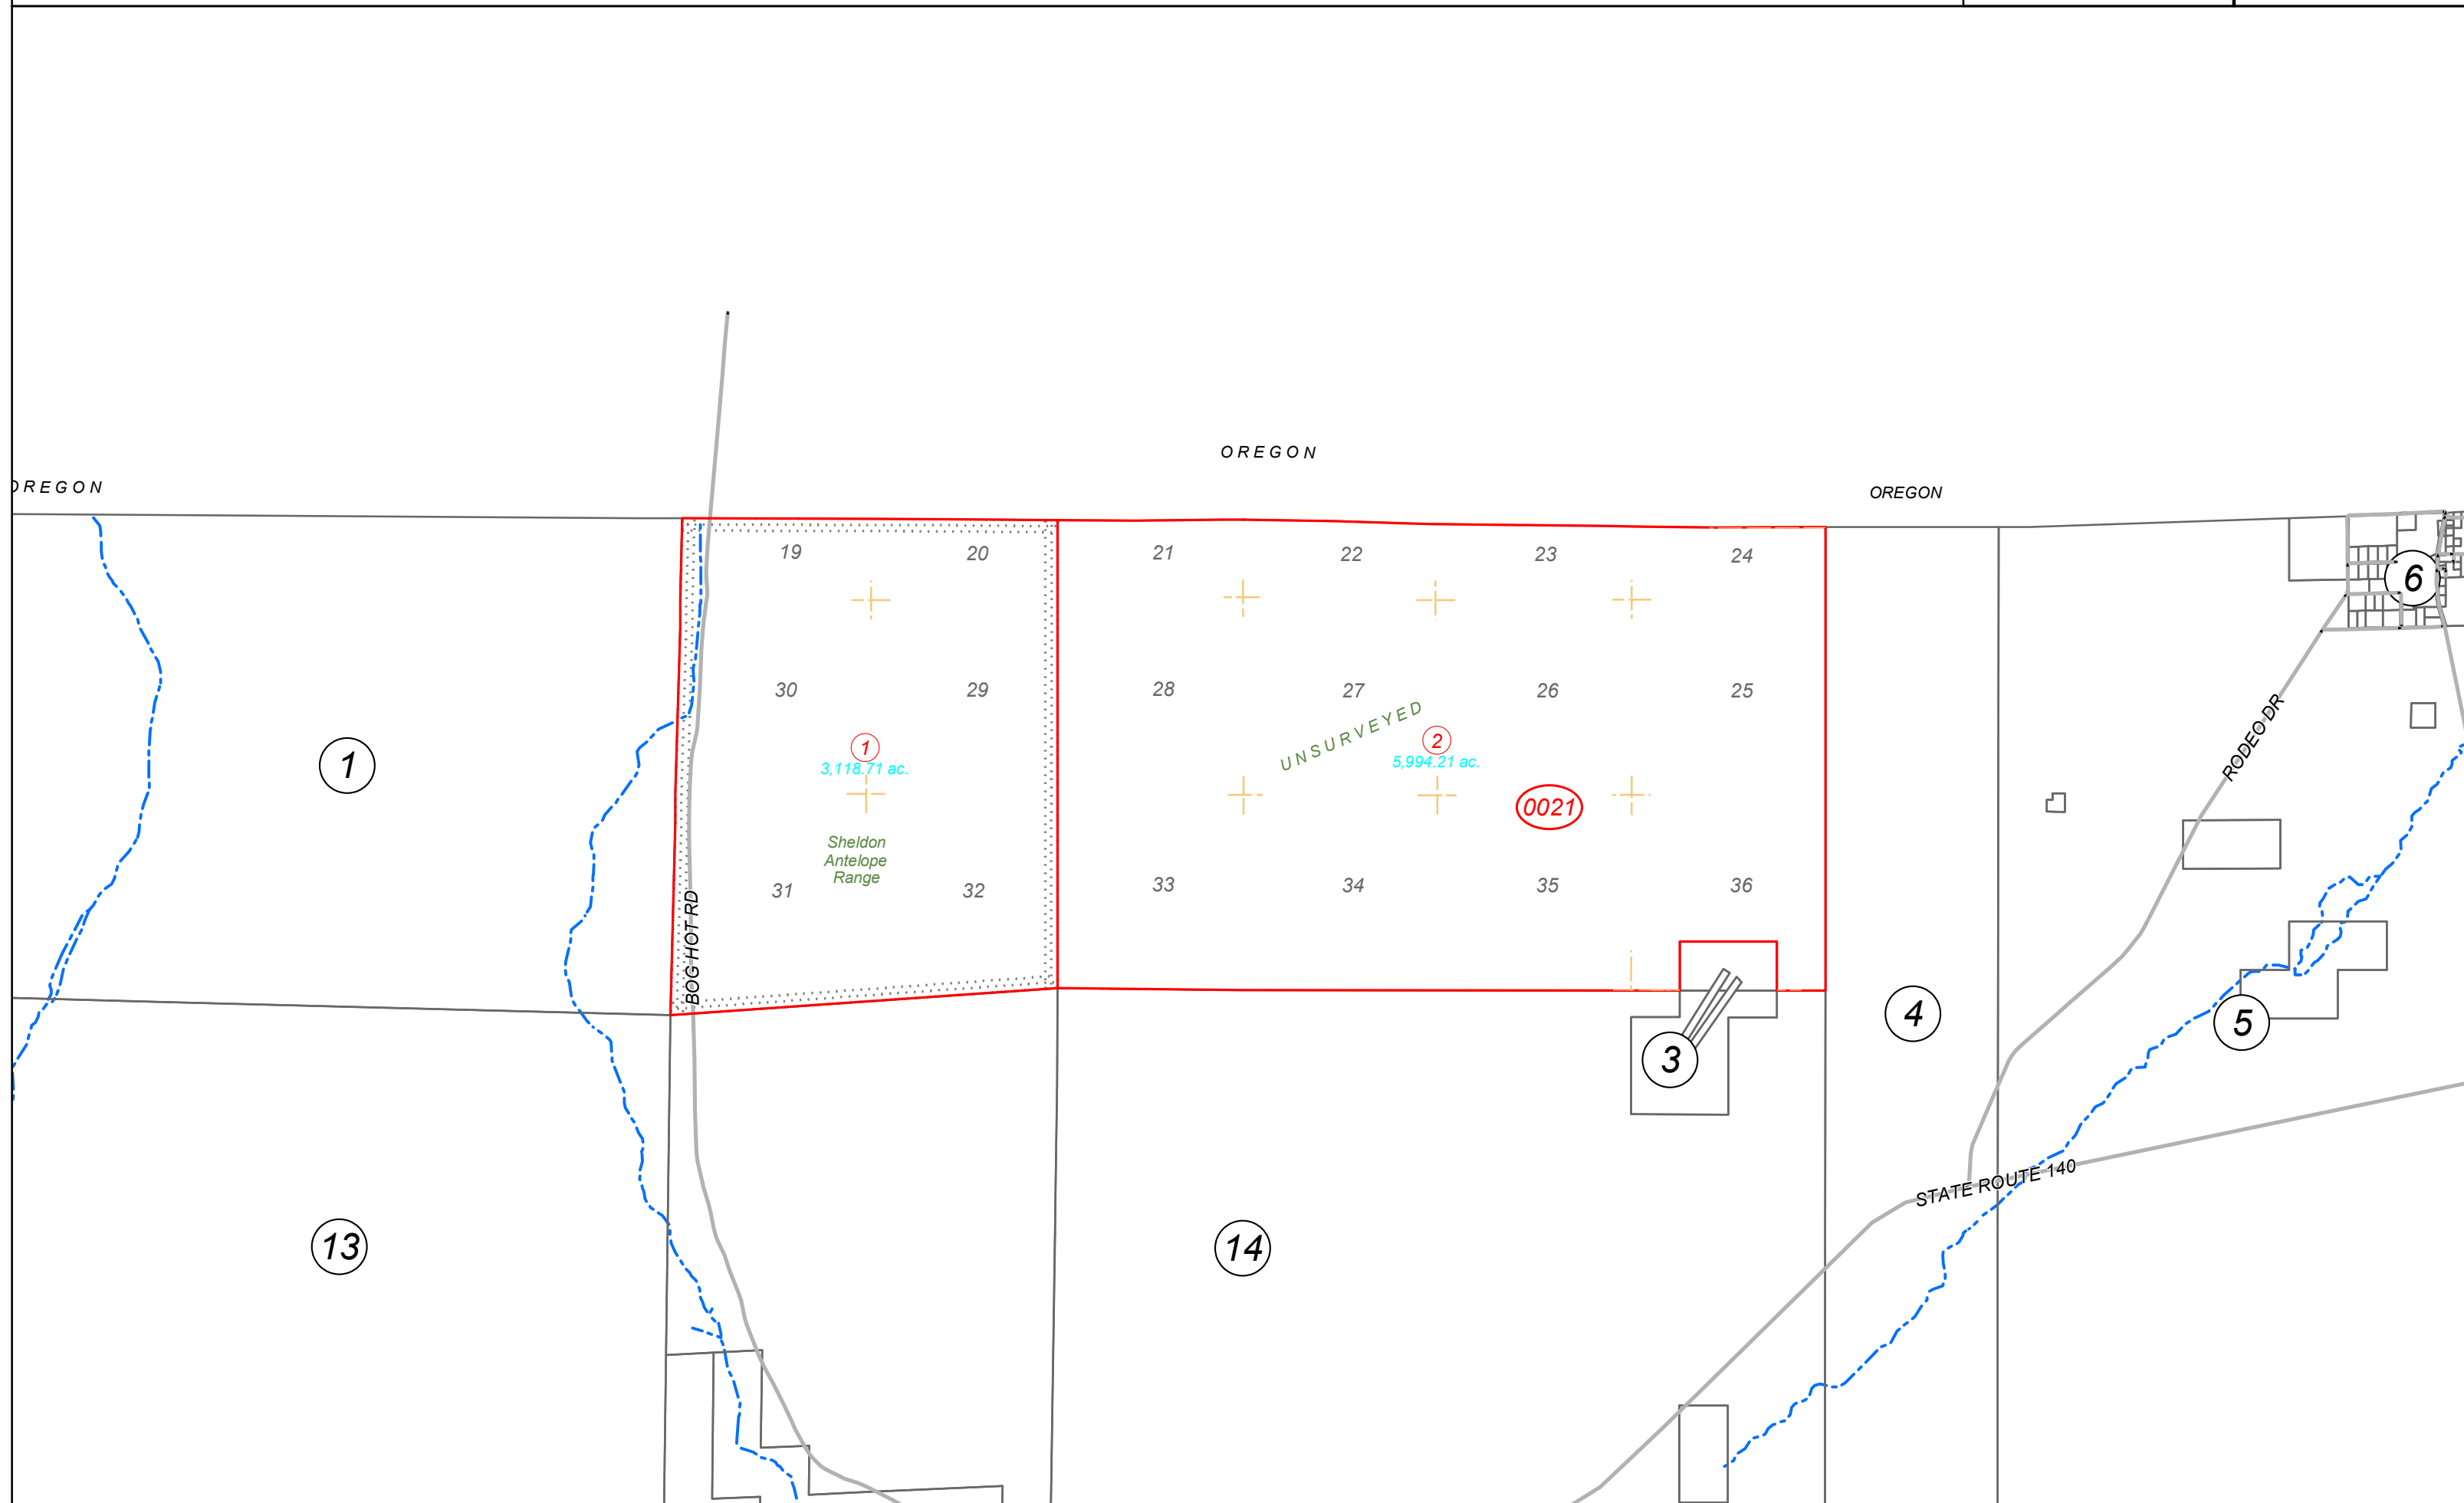 OREGON
OREGON
OREGON
19
20
21
22
23
24
6
30
29
28
27
26
25
UNSURVEYED
RODEO DR
1
1
3,118.71 ac.
2
5,994.21 ac.
0021
Sheldon
Antelope
Range
31
32
33
34
35
36
BOG HOT RD
4
5
3
STATE ROUTE 140
13
14